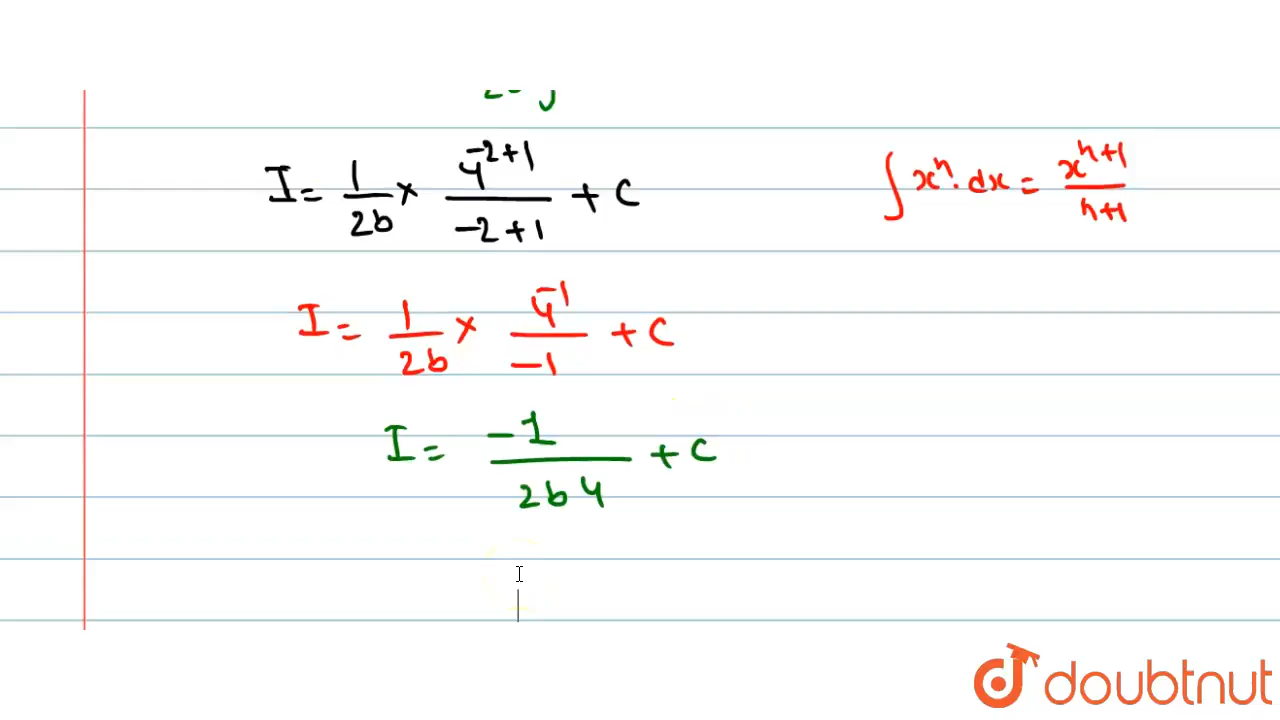 I = 1/2b × y^(-2+1)/(-2+1) + C
∫ x^n . dx = x^(n+1)/(n+1)
I = 1/2b × y^(-1)/(-1) + C
I = -1/2by + C
doubtnut